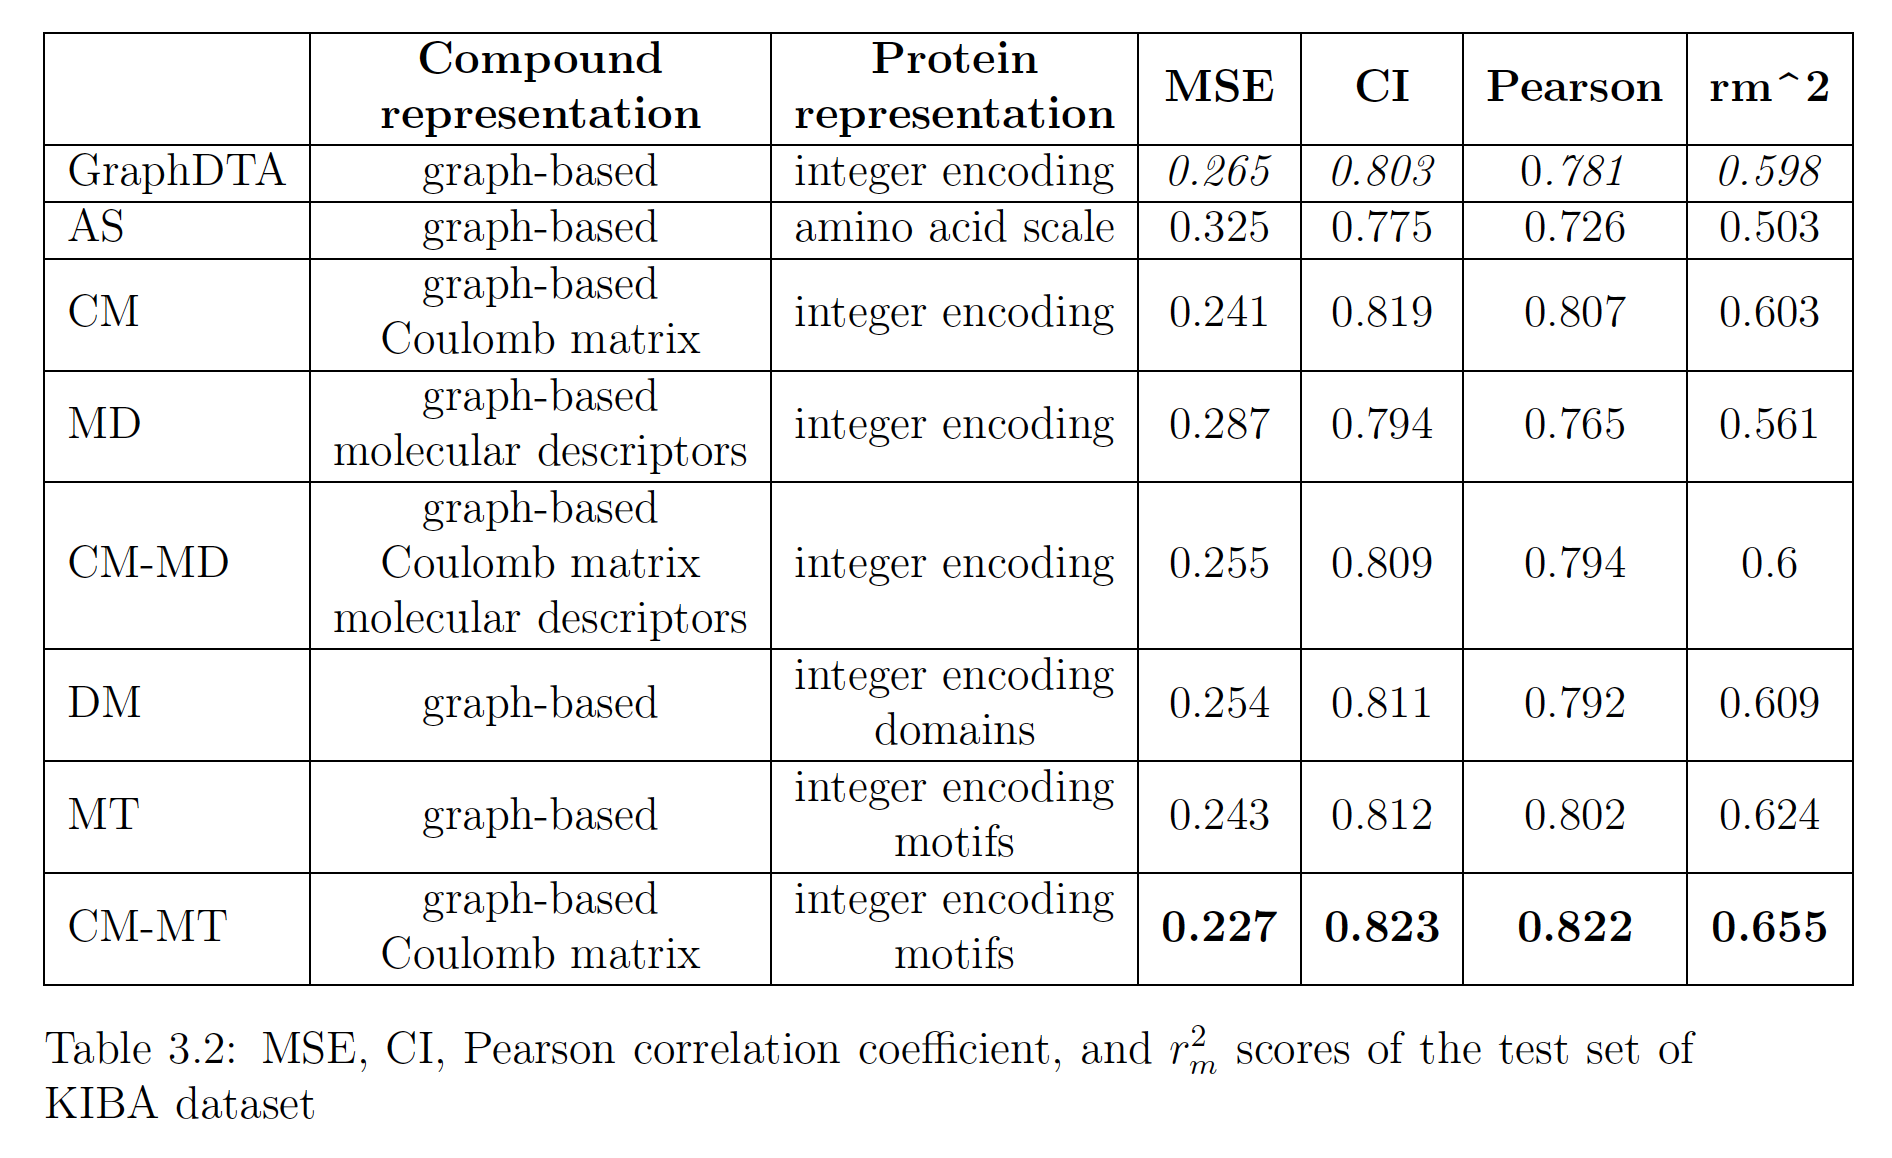 Compound representation | Protein representation | MSE | CI | Pearson | rm^2
GraphDTA | graph-based | integer encoding | 0.265 | 0.803 | 0.781 | 0.598
AS | graph-based | amino acid scale | 0.325 | 0.775 | 0.726 | 0.503
CM | graph-based Coulomb matrix | integer encoding | 0.241 | 0.819 | 0.807 | 0.603
MD | graph-based molecular descriptors | integer encoding | 0.287 | 0.794 | 0.765 | 0.561
CM-MD | graph-based Coulomb matrix molecular descriptors | integer encoding | 0.255 | 0.809 | 0.794 | 0.6
DM | graph-based | integer encoding domains | 0.254 | 0.811 | 0.792 | 0.609
MT | graph-based | integer encoding motifs | 0.243 | 0.812 | 0.802 | 0.624
CM-MT | graph-based Coulomb matrix | integer encoding motifs | 0.227 | 0.823 | 0.822 | 0.655
Table 3.2: MSE, CI, Pearson correlation coefficient, and r_m^2 scores of the test set of
KIBA dataset